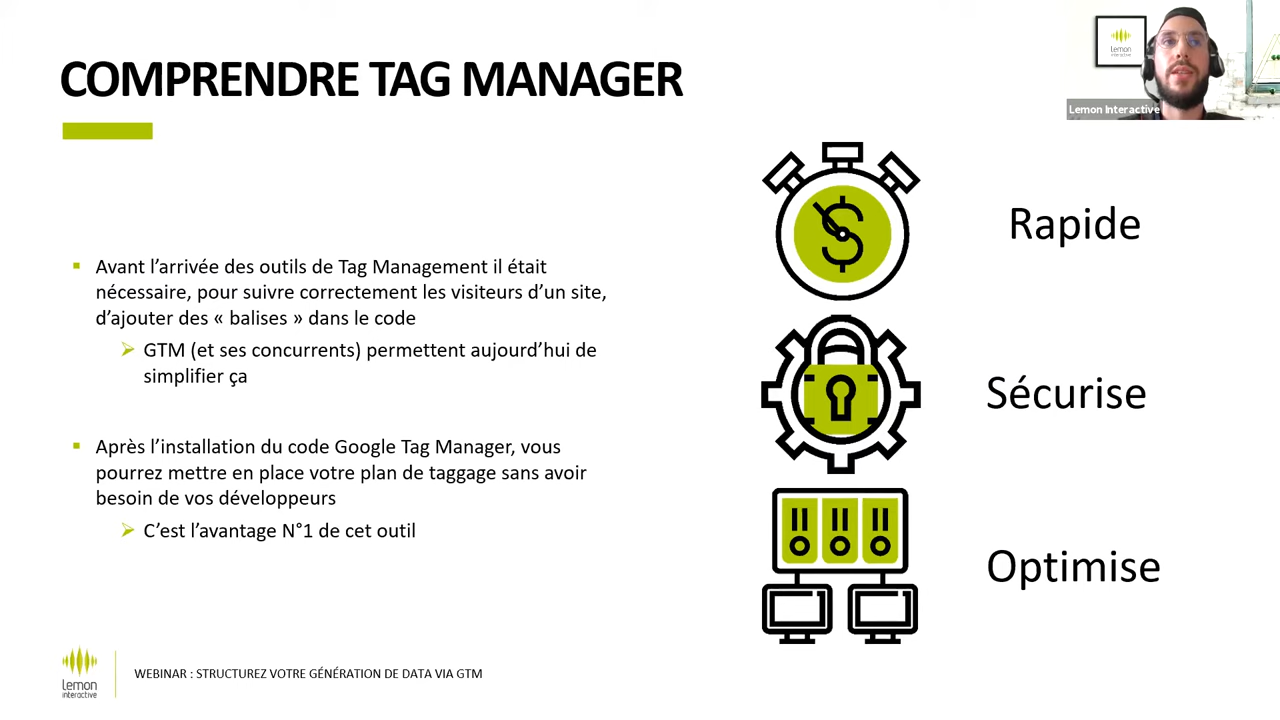 COMPRENDRE TAG MANAGER
lemon
interactive
Lemon Interactive
Avant l’arrivée des outils de Tag Management il était
nécessaire, pour suivre correctement les visiteurs d’un site,
d’ajouter des « balises » dans le code
GTM (et ses concurrents) permettent aujourd’hui de
simplifier ça
Après l’installation du code Google Tag Manager, vous
pourrez mettre en place votre plan de taggage sans avoir
besoin de vos développeurs
C’est l’avantage N°1 de cet outil
Rapide
Sécurise
Optimise
lemon
interactive
WEBINAR : STRUCTUREZ VOTRE GÉNÉRATION DE DATA VIA GTM